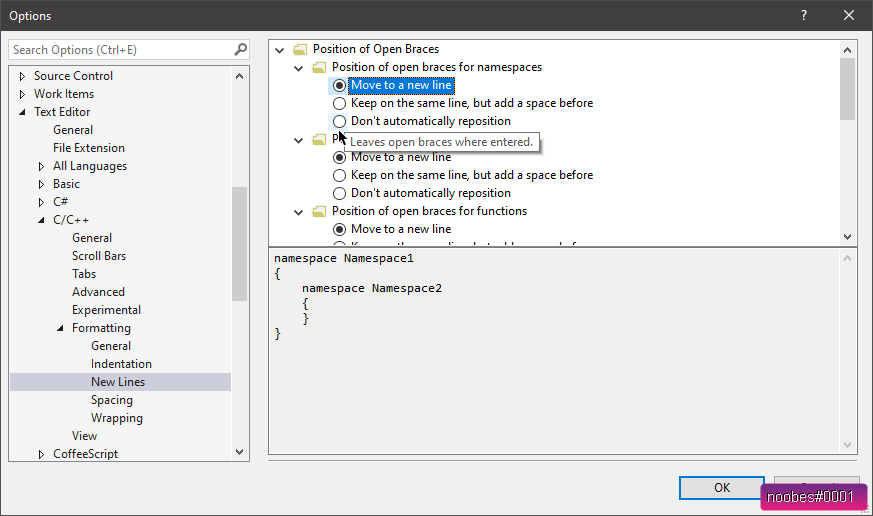 Options
?
Search Options (Ctrl+E)
Source Control
Work Items
Text Editor
General
File Extension
All Languages
Basic
C#
C/C++
General
Scroll Bars
Tabs
Advanced
Experimental
Formatting
General
Indentation
New Lines
Spacing
Wrapping
View
CoffeeScript
Position of Open Braces
Position of open braces for namespaces
Move to a new line
Keep on the same line, but add a space before
Don't automatically reposition
Leaves open braces where entered.
Move to a new line
Keep on the same line, but add a space before
Don't automatically reposition
Position of open braces for functions
Move to a new line
namespace Namespace1
{
    namespace Namespace2
    {
    }
}
OK
noobes#0001